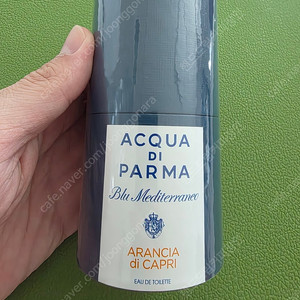 ACQUA
DI
PARMA
Blu Mediterraneo
ARANCIA
di CAPRI
EAU DE TOILETTE